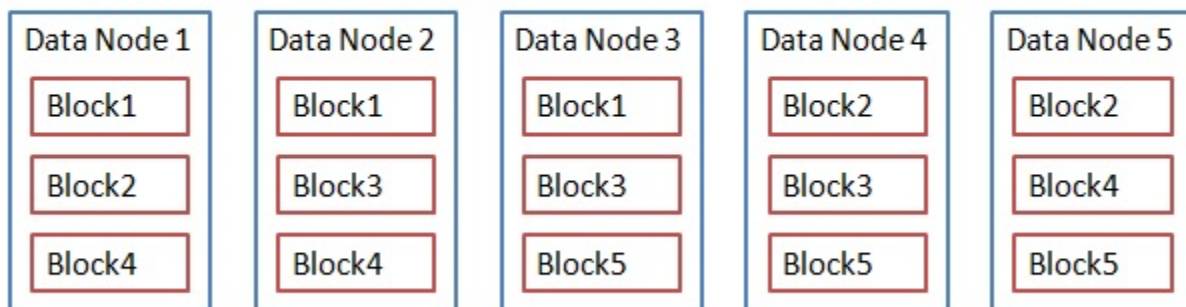 Data Node 1
Block1
Block2
Block4
Data Node 2
Block1
Block3
Block4
Data Node 3
Block1
Block3
Block5
Data Node 4
Block2
Block3
Block5
Data Node 5
Block2
Block4
Block5